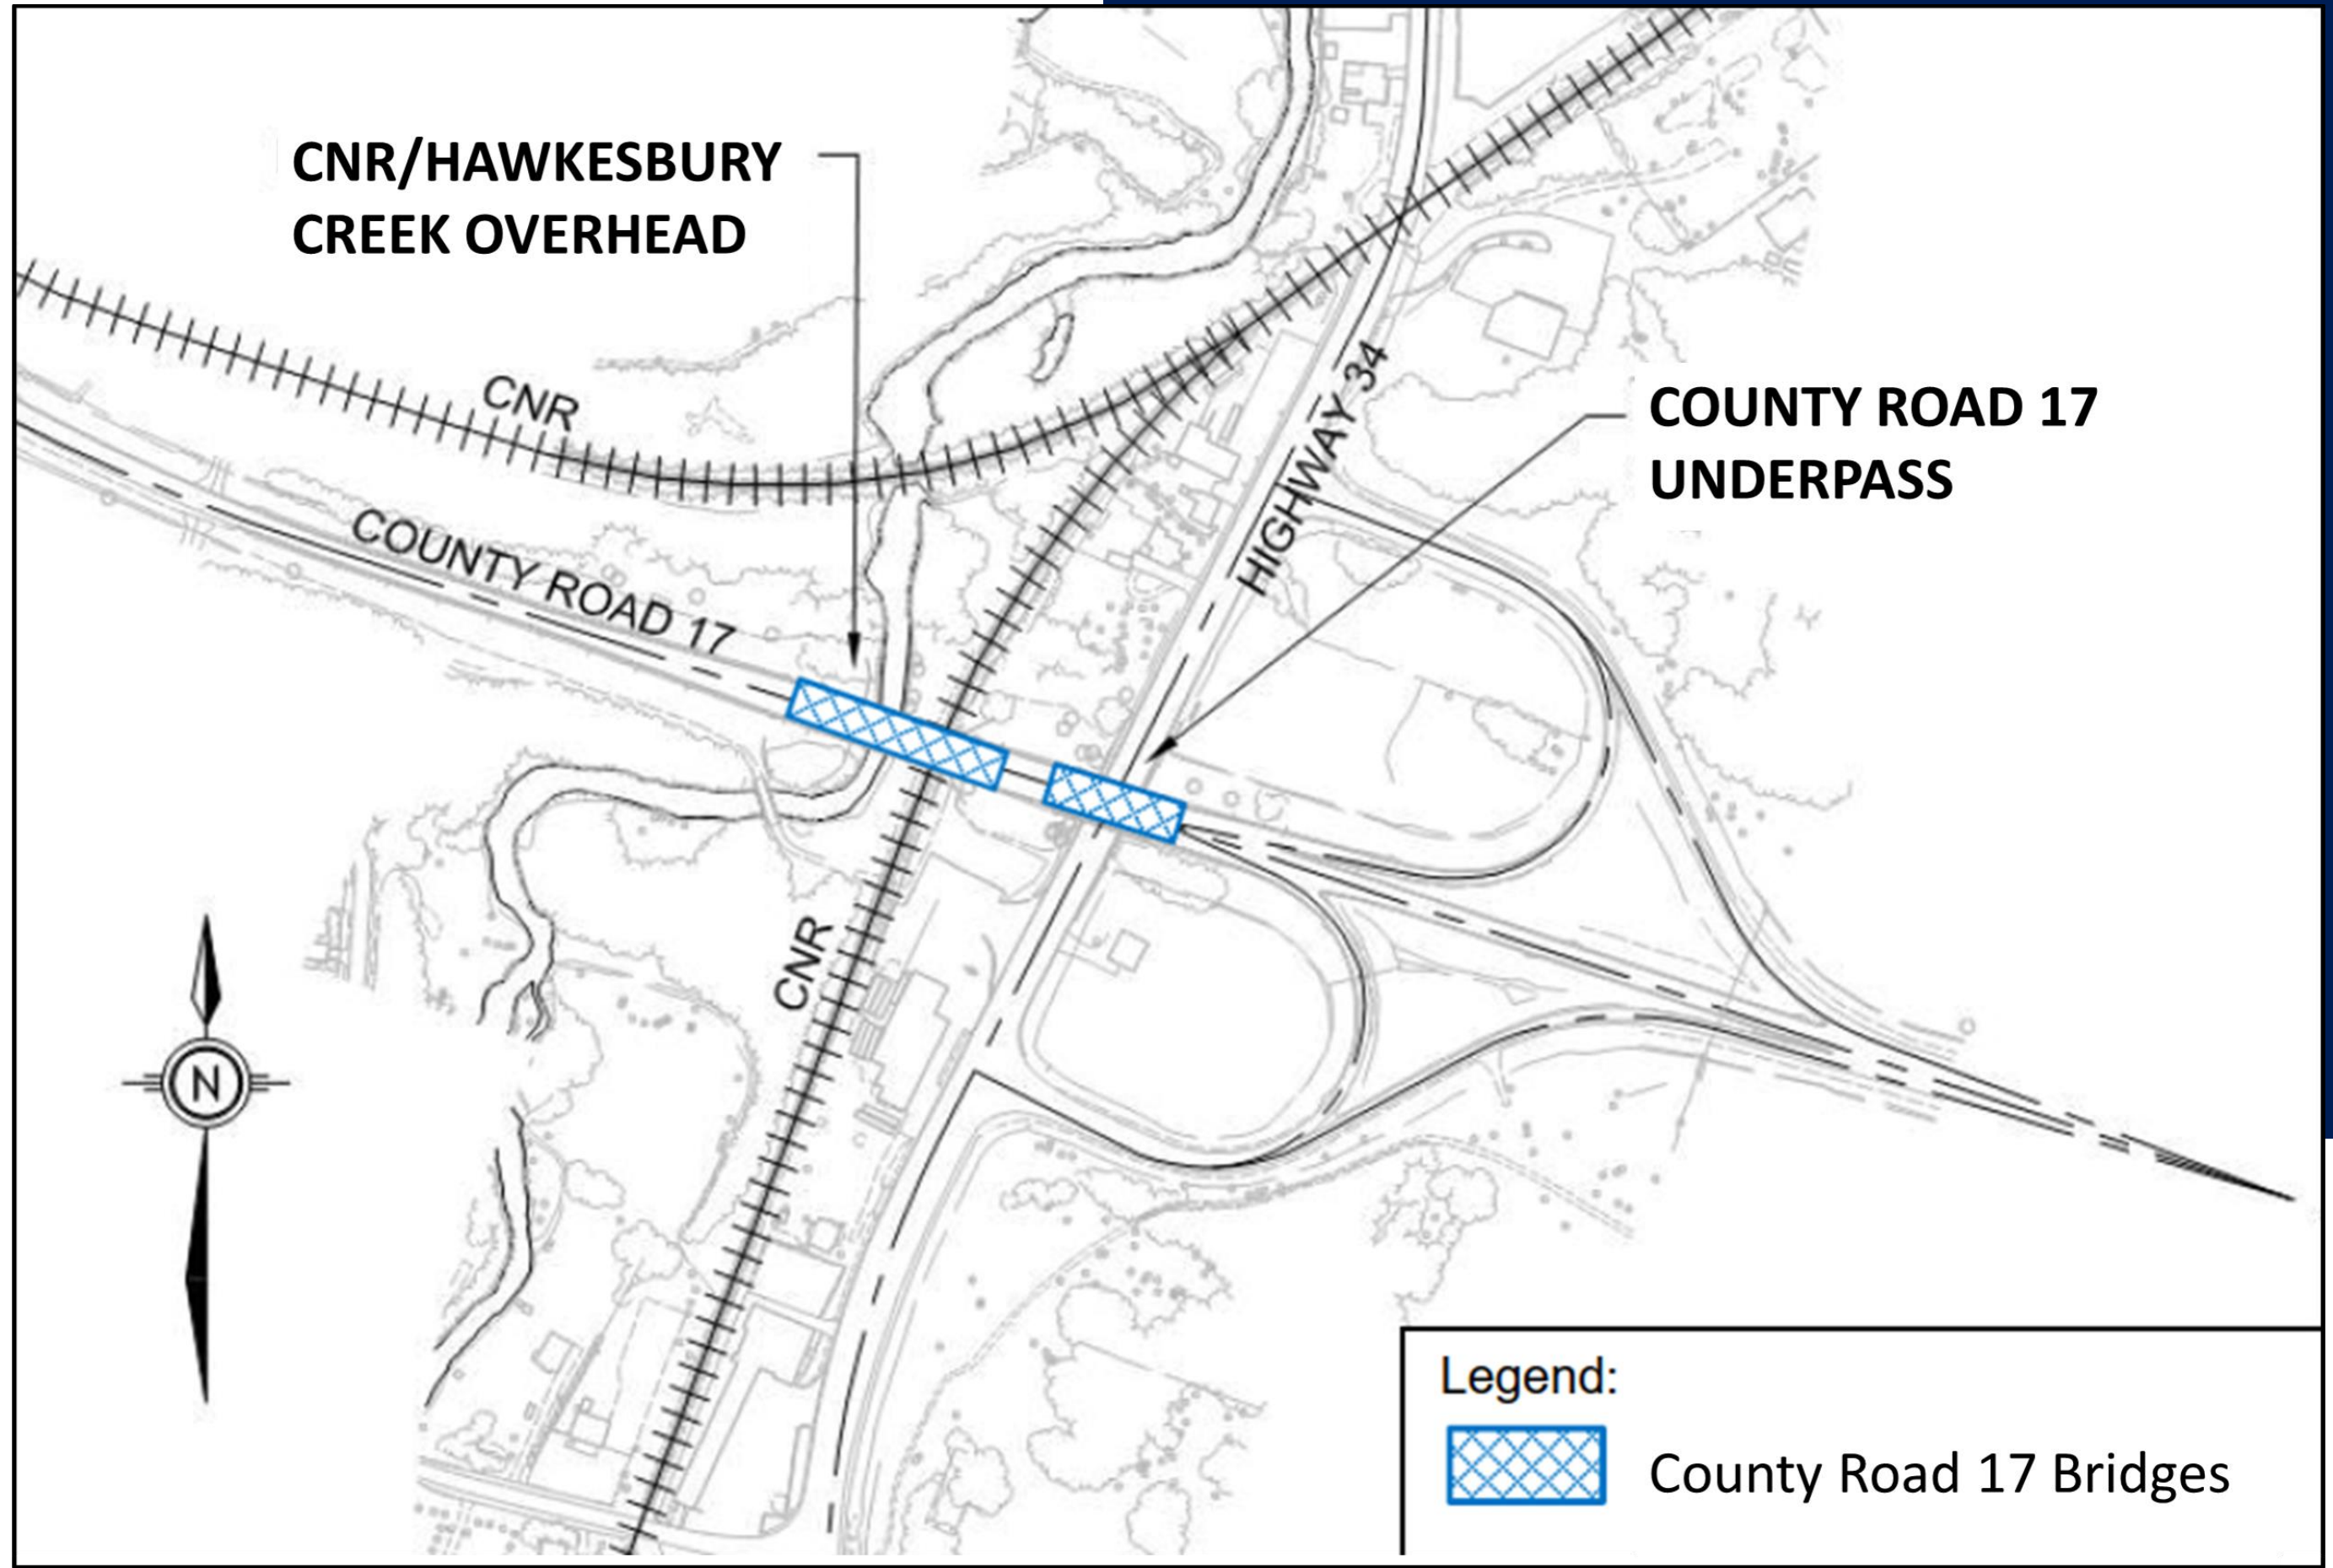 CNR/HAWKESBURY
CREEK OVERHEAD
CNR
COUNTY ROAD 17
HIGHWAY 34
COUNTY ROAD 17
UNDERPASS
CNR
N
Legend:
County Road 17 Bridges